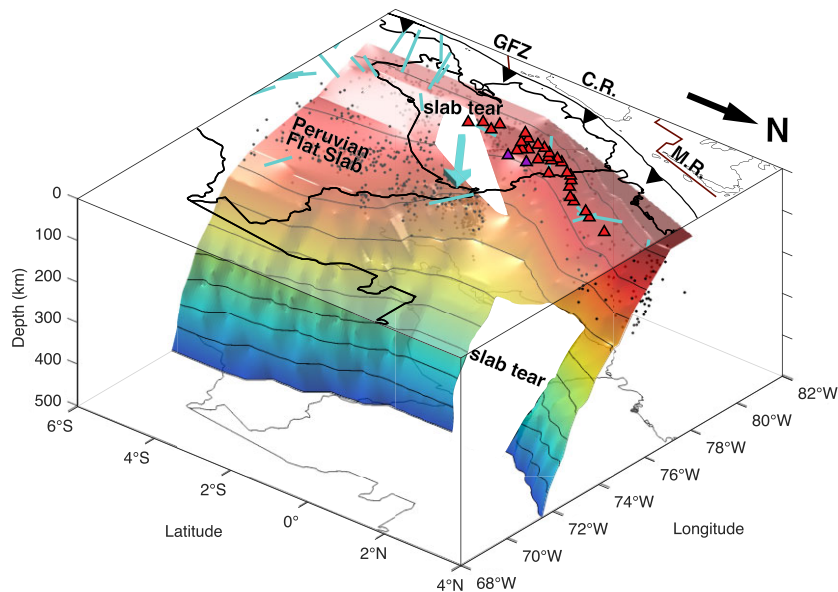 GFZ
C.R.
slab tear
N
Peruvian
Flat Slab
M.R.
0
100
200
300
400
500
Depth (km)
slab tear
6°S
4°S
2°S
0°
2°N
4°N
Latitude
68°W
70°W
72°W
74°W
76°W
78°W
80°W
82°W
Longitude